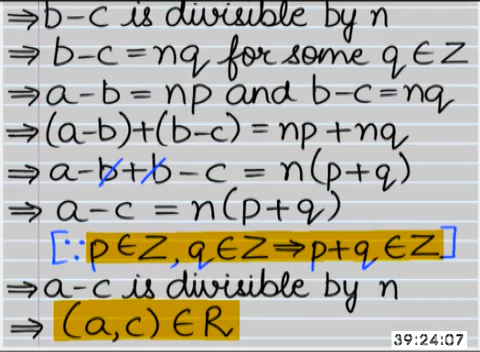 ⇒ b-c is divisible by n
⇒ b-c = nq for some q ∈ Z
⇒ a-b = np and b-c = nq
⇒ (a-b)+(b-c) = np+nq
⇒ a-b+b-c = n(p+q)
⇒ a-c = n(p+q)
[∵ p∈Z, q∈Z ⇒ p+q ∈ Z]
⇒ a-c is divisible by n
⇒ (a,c) ∈ R
39:24:07